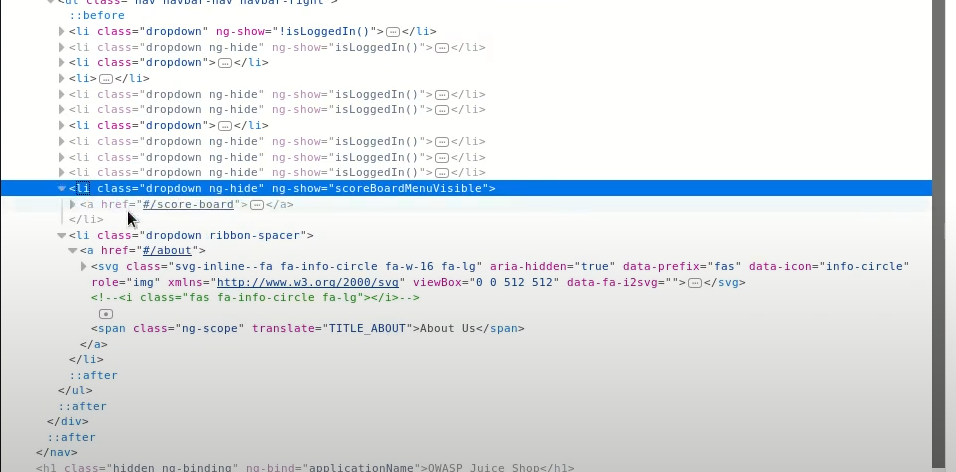 <ul class="nav navbar-nav navbar-right">
::before
<li class="dropdown" ng-show="!isLoggedIn()">…</li>
<li class="dropdown ng-hide" ng-show="isLoggedIn()">…</li>
<li class="dropdown">…</li>
<li>…</li>
<li class="dropdown ng-hide" ng-show="isLoggedIn()">…</li>
<li class="dropdown ng-hide" ng-show="isLoggedIn()">…</li>
<li class="dropdown">…</li>
<li class="dropdown ng-hide" ng-show="isLoggedIn()">…</li>
<li class="dropdown ng-hide" ng-show="isLoggedIn()">…</li>
<li class="dropdown ng-hide" ng-show="isLoggedIn()">…</li>
<li class="dropdown ng-hide" ng-show="scoreBoardMenuVisible">
<a href="#/score-board">…</a>
</li>
<li class="dropdown ribbon-spacer">
<a href="#/about">
<svg class="svg-inline--fa fa-info-circle fa-w-16 fa-lg" aria-hidden="true" data-prefix="fas" data-icon="info-circle"
role="img" xmlns="http://www.w3.org/2000/svg" viewBox="0 0 512 512" data-fa-i2svg="">…</svg>
<!--<i class="fas fa-info-circle fa-lg"></i>-->
<span class="ng-scope" translate="TITLE_ABOUT">About Us</span>
</a>
</li>
::after
</ul>
::after
</div>
::after
</nav>
<h1 class="hidden ng-binding" ng-bind="applicationName">OWASP Juice Shop</h1>